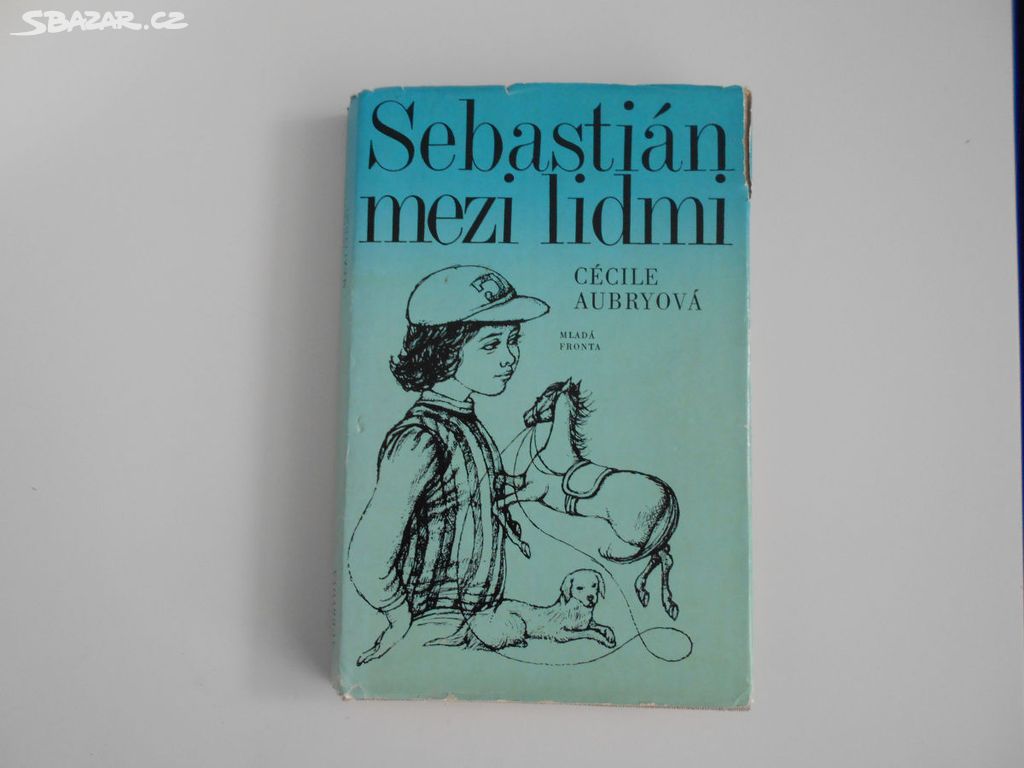 SBAZAR.CZ
Sebastián
mezi lidmi
CÉCILE
AUBRYOVÁ
MLADÁ
FRONTA